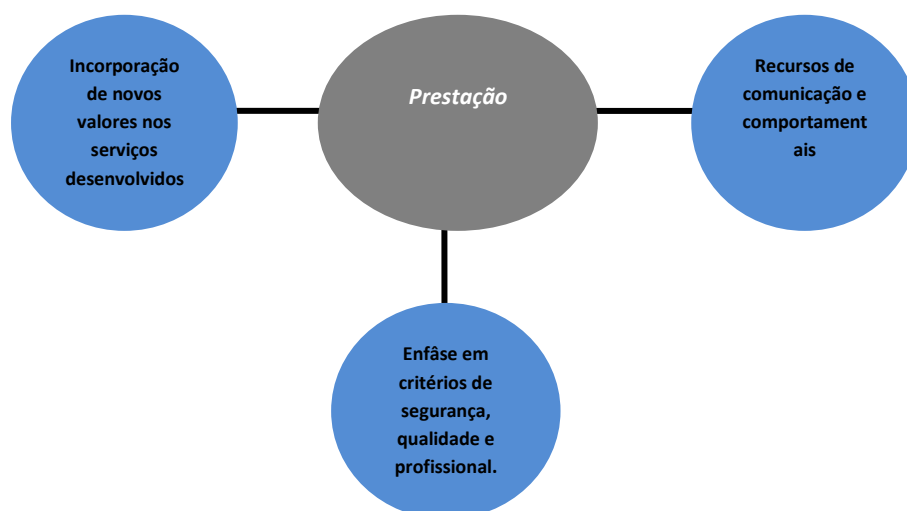 Incorporação
de novos
valores nos
serviços
desenvolvidos
Prestação
Recursos de
comunicação e
comportament
ais
Enfâse em
critérios de
segurança,
qualidade e
profissional.